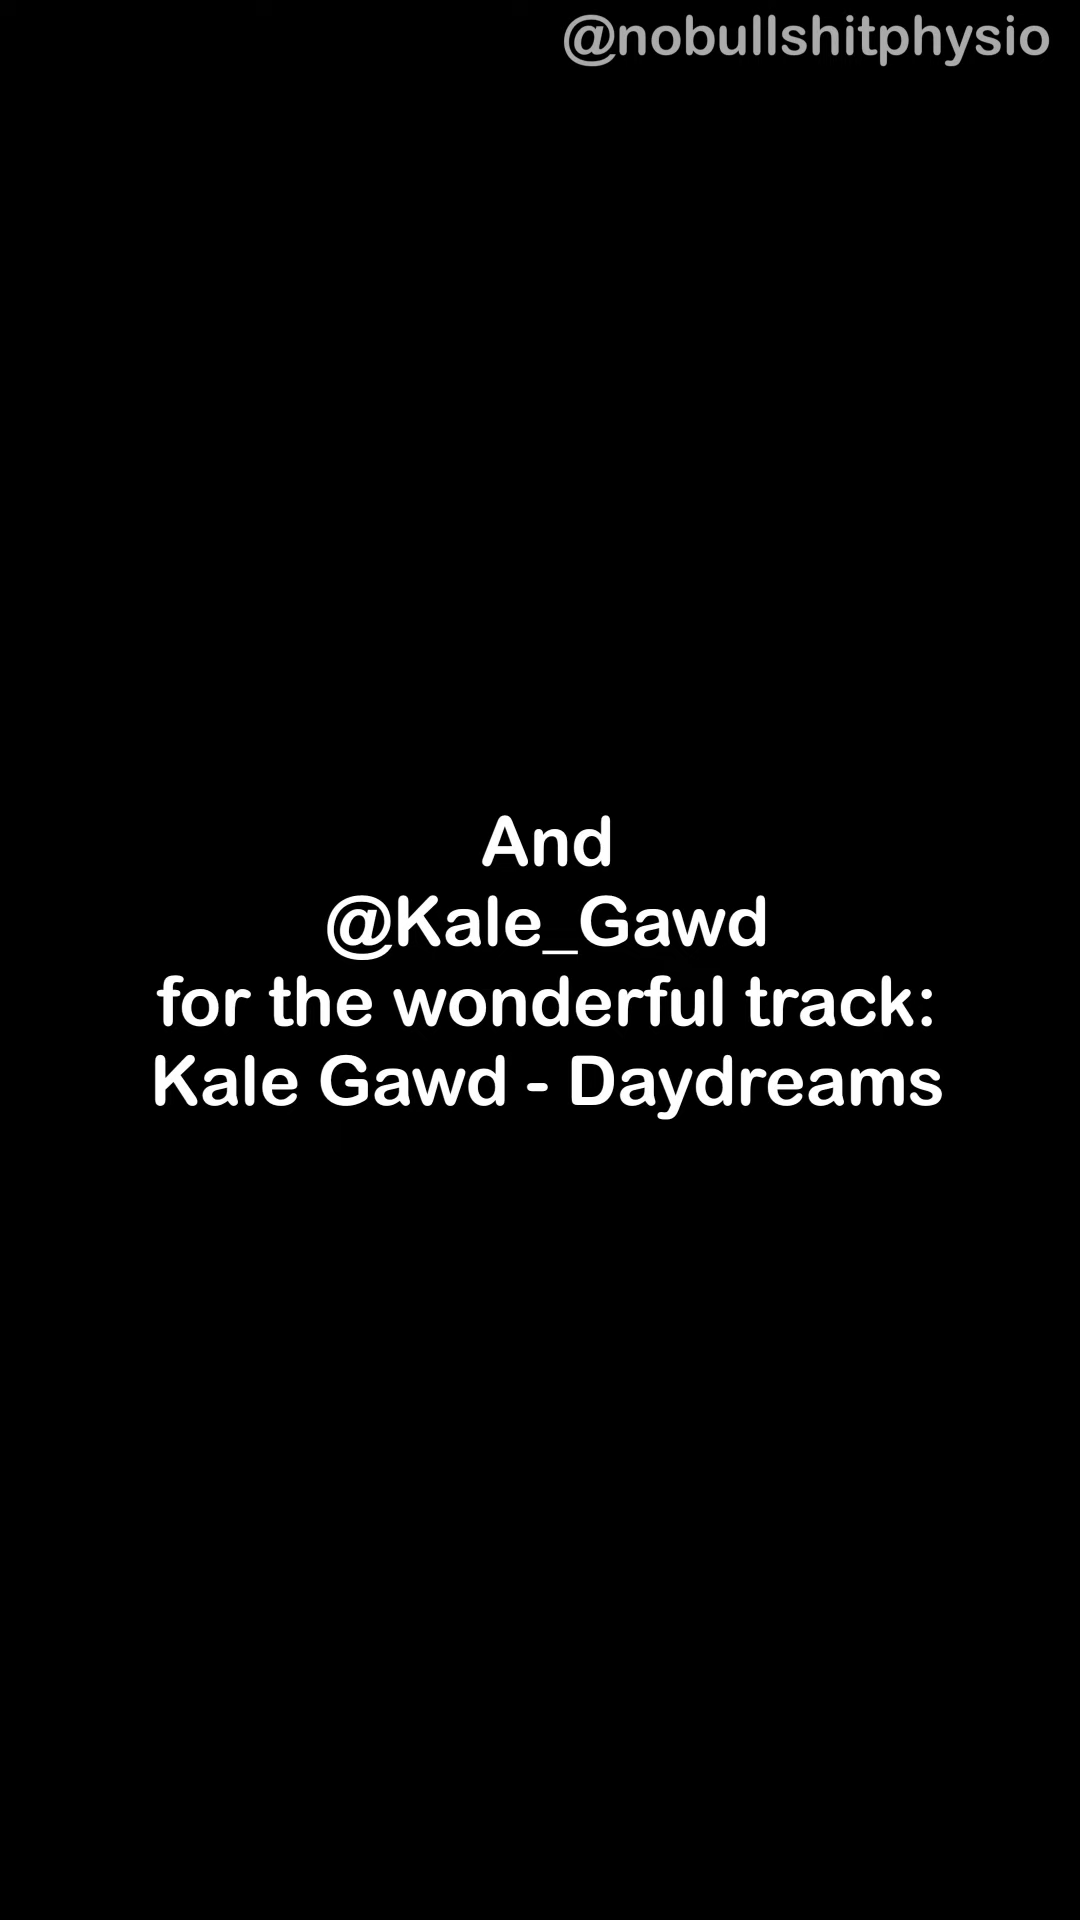 @nobullshitphysio
And
@Kale_Gawd
for the wonderful track:
Kale Gawd - Daydreams